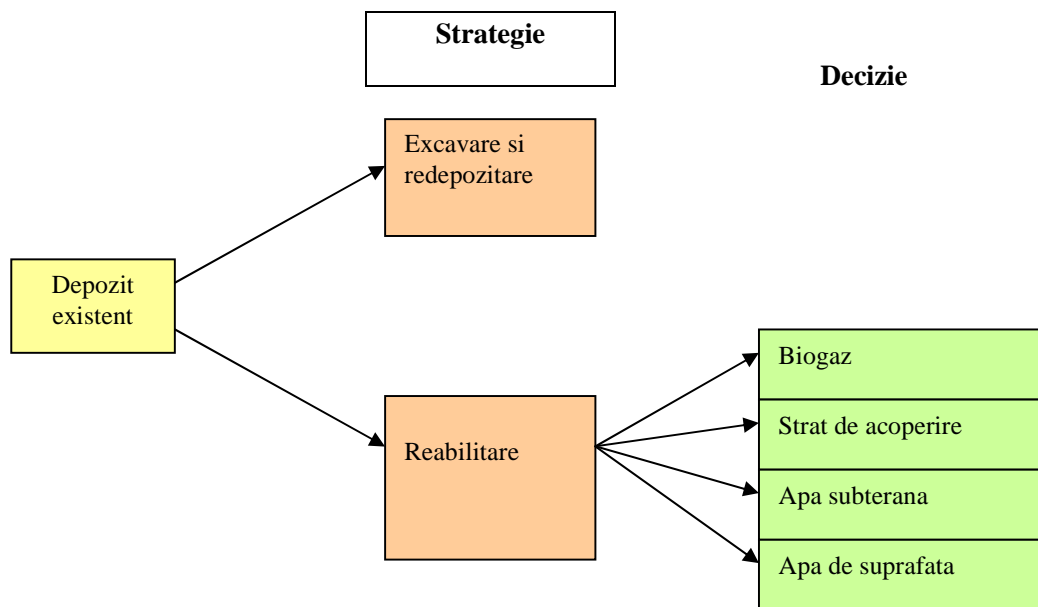 Strategie
Decizie
Excavare si
redepozitare
Depozit
existent
Reabilitare
Biogaz
Strat de acoperire
Apa subterana
Apa de suprafata